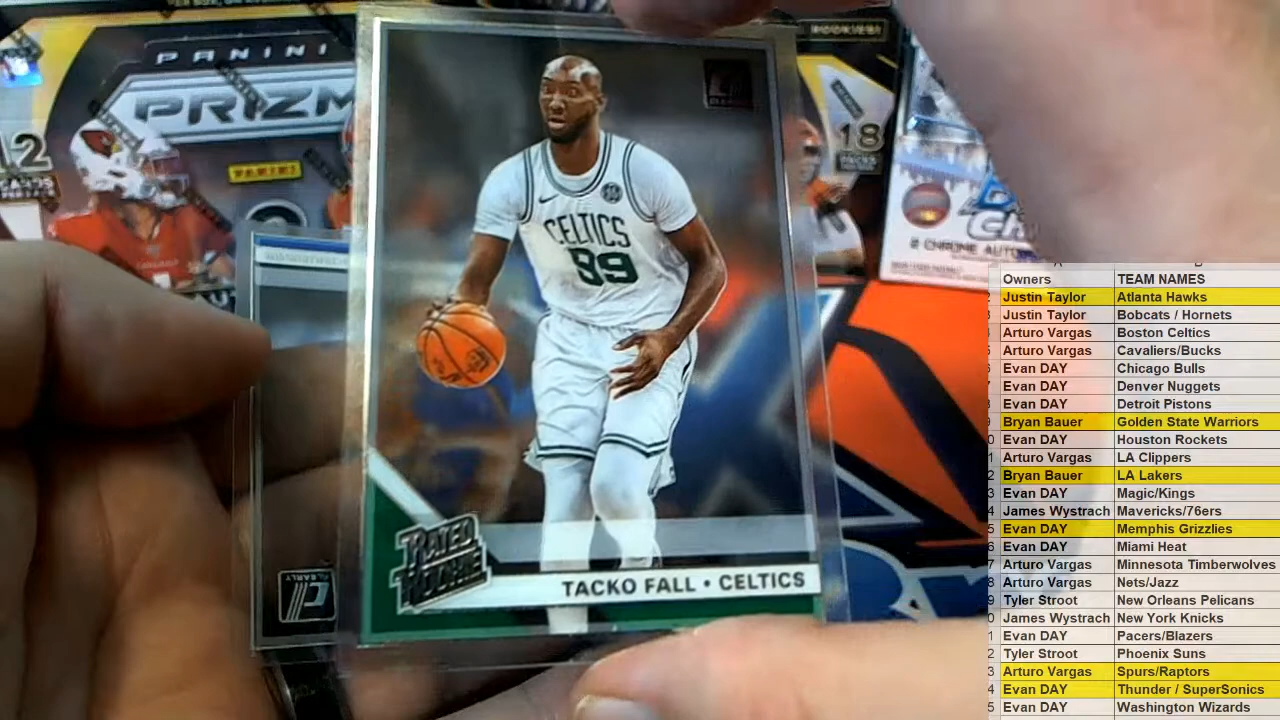 PANINI
PRIZM
PANINI
12
ROOKIES!
18
PACKS
8 CHROME AUTO
CELTICS
99
RATED
ROOKIE
TACKO FALL • CELTICS
CLEARLY
Owners TEAM NAMES
Justin Taylor Atlanta Hawks
Justin Taylor Bobcats / Hornets
Arturo Vargas Boston Celtics
Arturo Vargas Cavaliers/Bucks
Evan DAY Chicago Bulls
Evan DAY Denver Nuggets
Evan DAY Detroit Pistons
Bryan Bauer Golden State Warriors
Evan DAY Houston Rockets
Arturo Vargas LA Clippers
Bryan Bauer LA Lakers
Evan DAY Magic/Kings
James Wystrach Mavericks/76ers
Evan DAY Memphis Grizzlies
Evan DAY Miami Heat
Arturo Vargas Minnesota Timberwolves
Arturo Vargas Nets/Jazz
Tyler Stroot New Orleans Pelicans
James Wystrach New York Knicks
Evan DAY Pacers/Blazers
Tyler Stroot Phoenix Suns
Arturo Vargas Spurs/Raptors
Evan DAY Thunder / SuperSonics
Evan DAY Washington Wizards